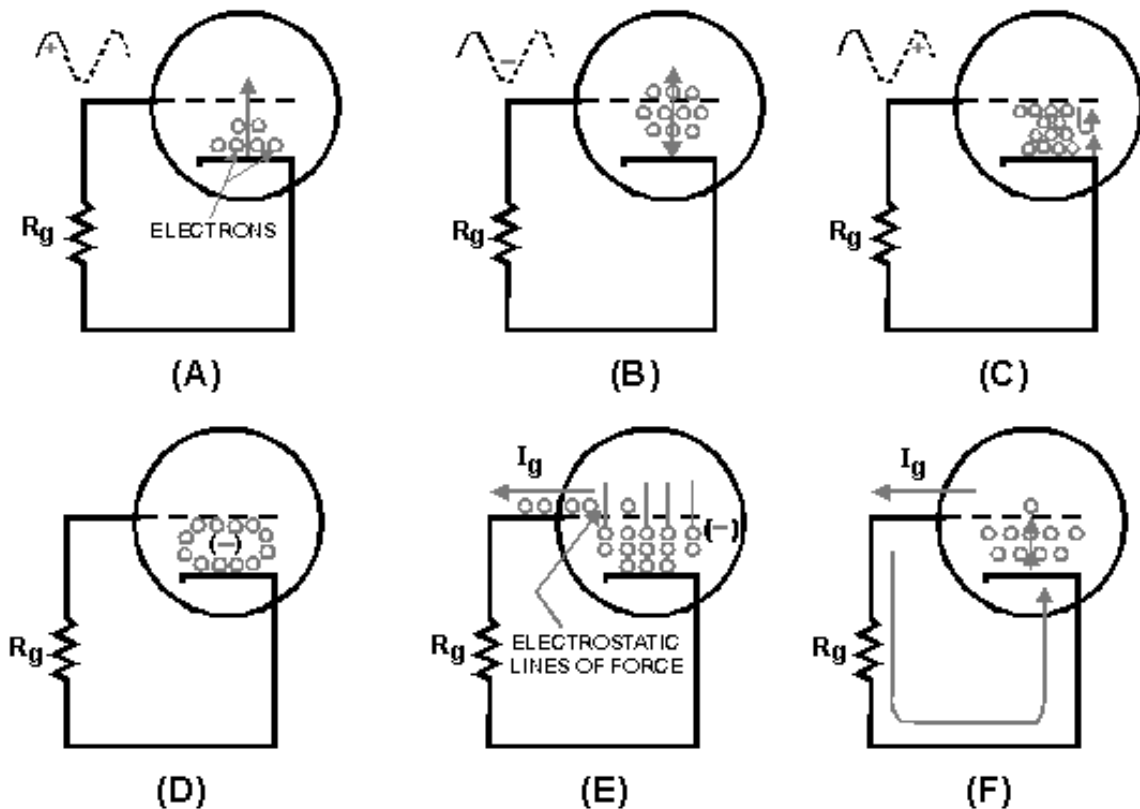 +
−
+
Rg
ELECTRONS
Rg
Rg
(A)
(B)
(C)
Ig
Ig
(−)
(−)
Rg
Rg
ELECTROSTATIC
LINES OF FORCE
Rg
(D)
(E)
(F)